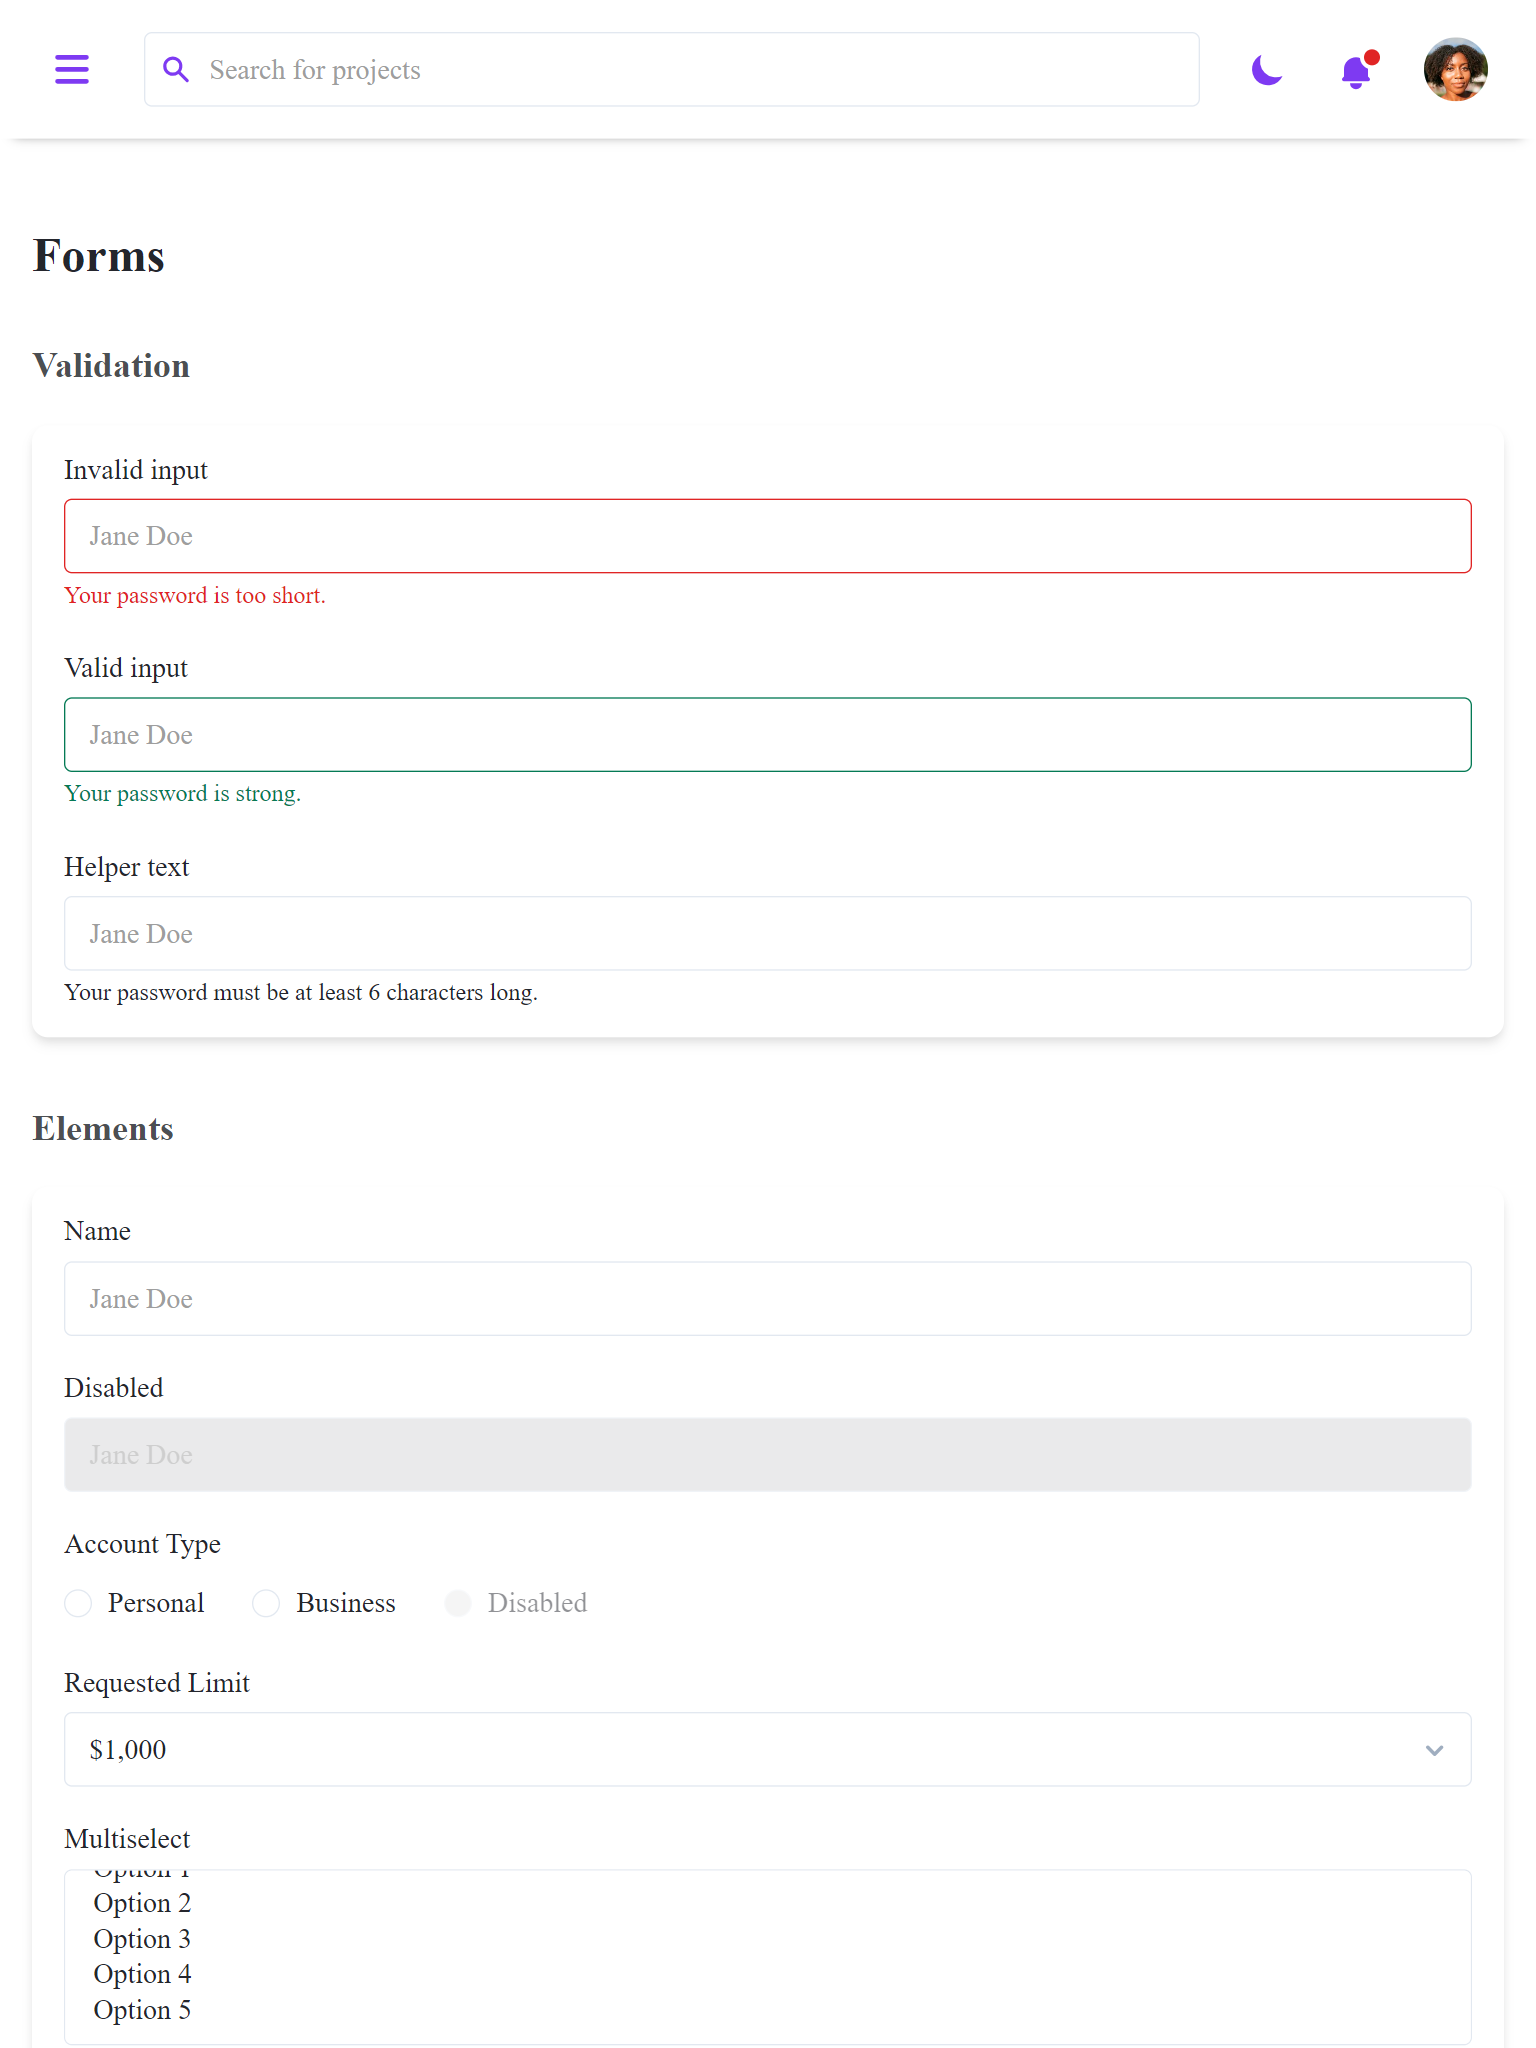 Search for projects
Forms
Validation
Invalid input
Jane Doe
Your password is too short.
Valid input
Jane Doe
Your password is strong.
Helper text
Jane Doe
Your password must be at least 6 characters long.
Elements
Name
Jane Doe
Disabled
Jane Doe
Account Type
Personal Business Disabled
Requested Limit
$1,000
Multiselect
Option 1
Option 2
Option 3
Option 4
Option 5